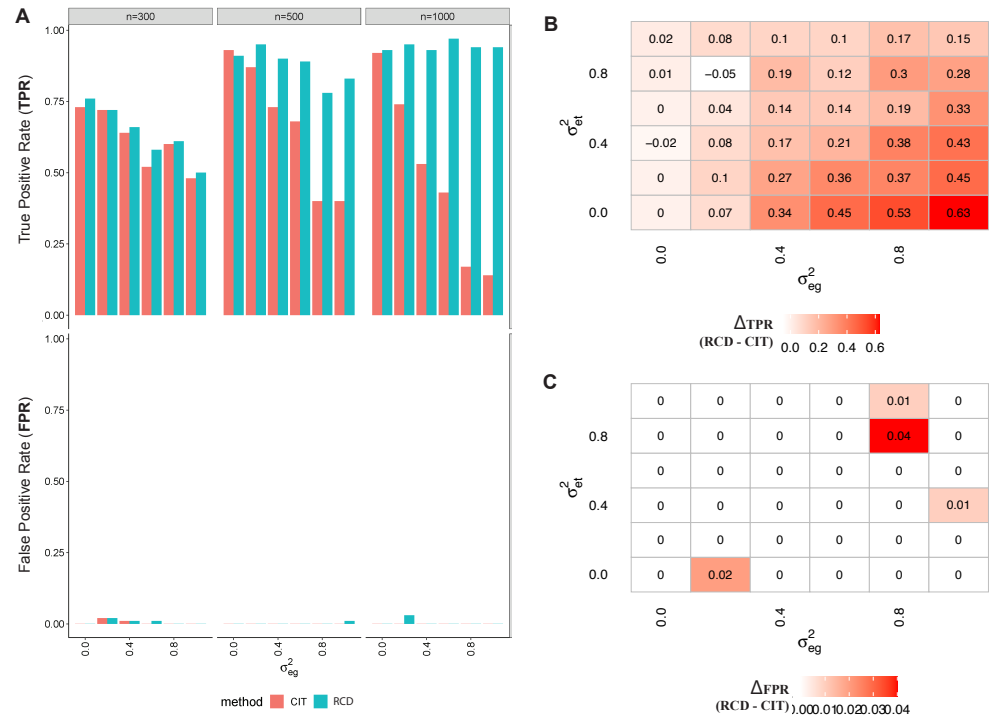 A
n=300 n=500 n=1000
True Positive Rate (TPR)
1.00
0.75
0.50
0.25
0.00
False Positive Rate (FPR)
1.00
0.75
0.50
0.25
0.00
0.0 0.4 0.8 0.0 0.4 0.8 0.0 0.4 0.8
σ²eg
method CIT RCD
B
0.02 0.08 0.1 0.1 0.17 0.15
0.8 0.01 −0.05 0.19 0.12 0.3 0.28
0 0.04 0.14 0.14 0.19 0.33
σ²et
0.4 −0.02 0.08 0.17 0.21 0.38 0.43
0 0.1 0.27 0.36 0.37 0.45
0.0 0 0.07 0.34 0.45 0.53 0.63
0.0 0.4 0.8
σ²eg
ΔTPR
(RCD - CIT) 0.0 0.2 0.4 0.6
C
0 0 0 0 0.01 0
0.8 0 0 0 0 0.04 0
0 0 0 0 0 0
σ²et
0.4 0 0 0 0 0 0.01
0 0 0 0 0 0
0.0 0 0.02 0 0 0 0
0.0 0.4 0.8
σ²eg
ΔFPR
(RCD - CIT) 0.000.010.020.030.04